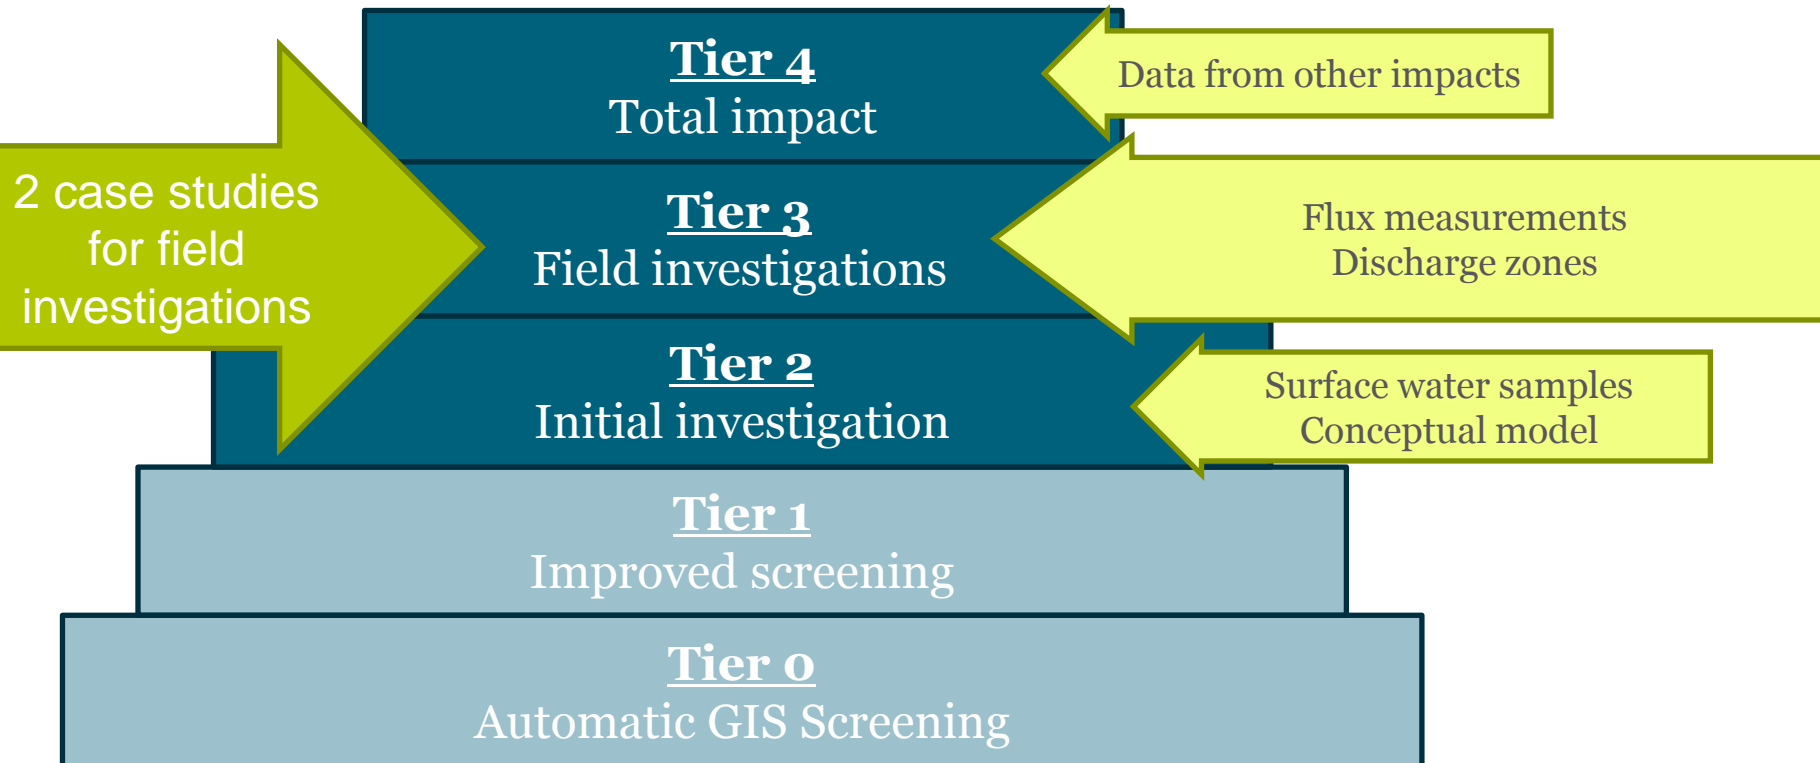 Tier 4
Total impact
Data from other impacts
2 case studies
for field
investigations
Tier 3
Field investigations
Flux measurements
Discharge zones
Tier 2
Initial investigation
Surface water samples
Conceptual model
Tier 1
Improved screening
Tier 0
Automatic GIS Screening